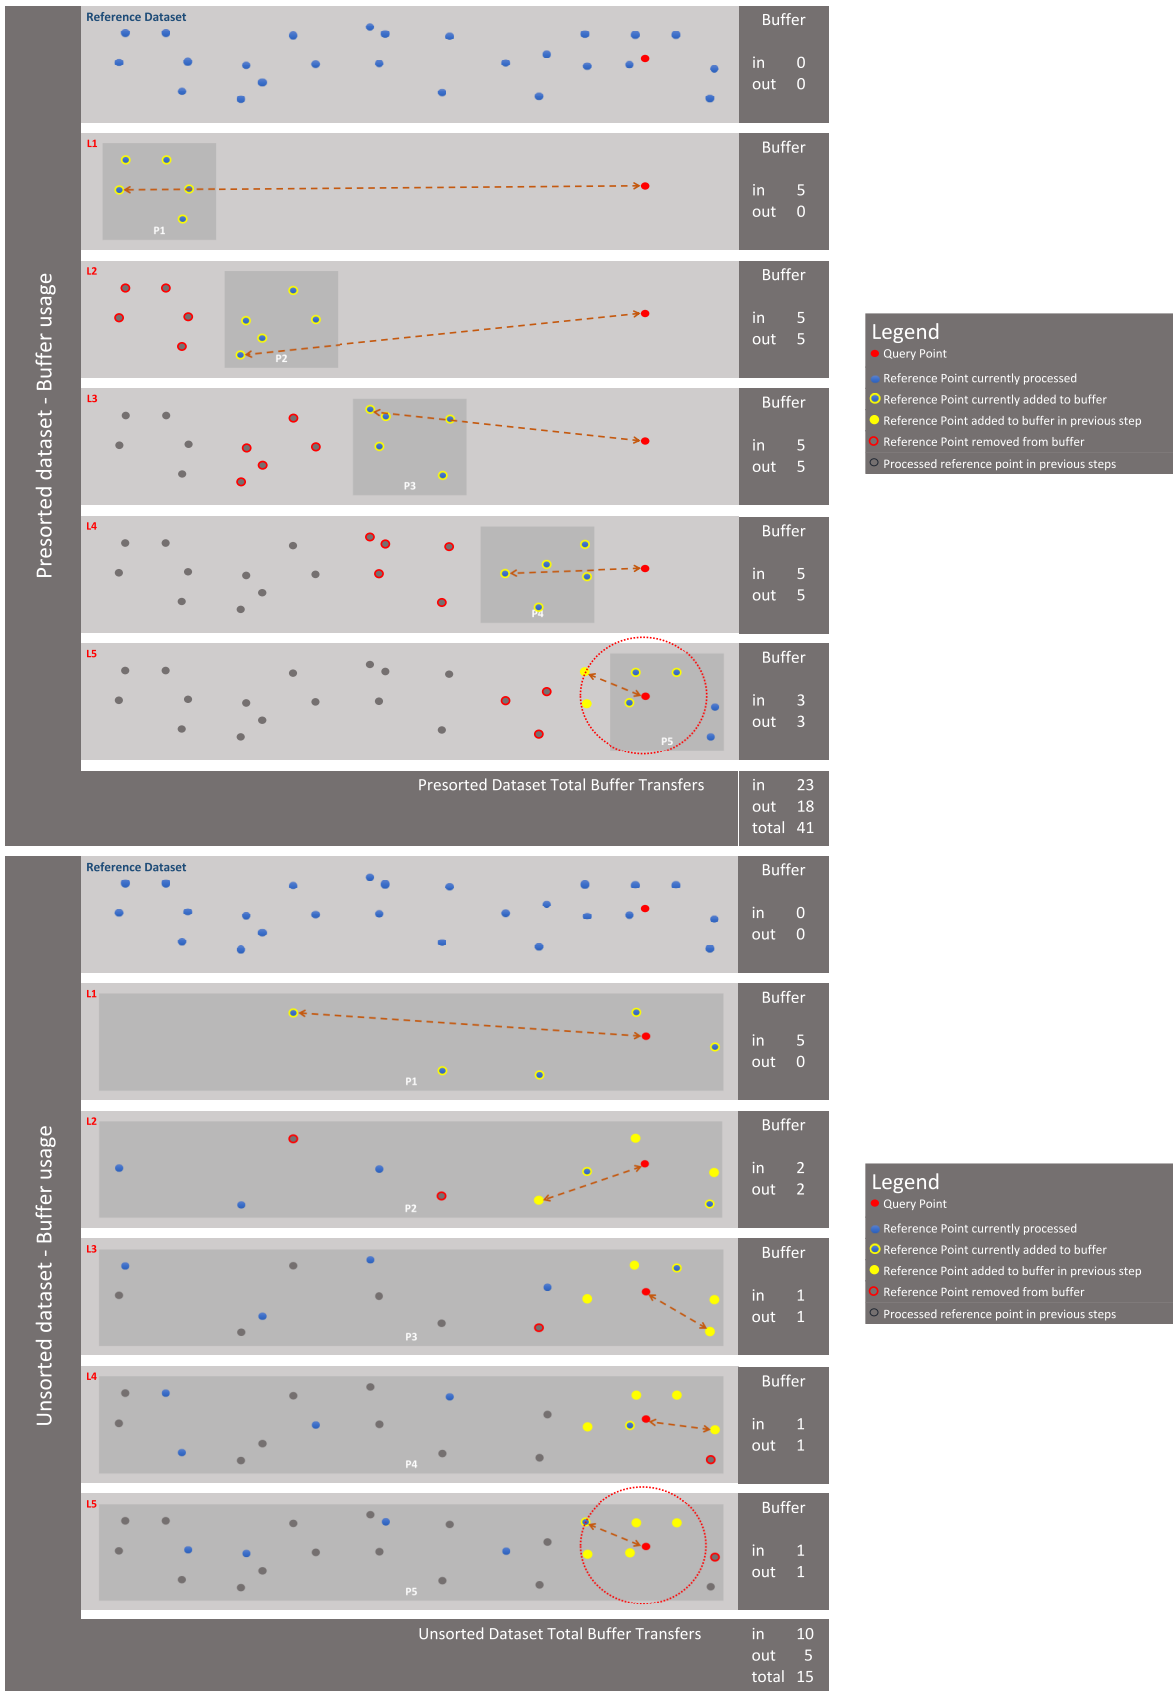 Presorted dataset - Buffer usage
Reference Dataset
Buffer
in 0
out 0
L1
P1
Buffer
in 5
out 0
L2
P2
Buffer
in 5
out 5
L3
P3
Buffer
in 5
out 5
L4
P4
Buffer
in 5
out 5
L5
P5
Buffer
in 3
out 3
Presorted Dataset Total Buffer Transfers
in 23
out 18
total 41
Legend
Query Point
Reference Point currently processed
Reference Point currently added to buffer
Reference Point added to buffer in previous step
Reference Point removed from buffer
Processed reference point in previous steps
Unsorted dataset - Buffer usage
Reference Dataset
Buffer
in 0
out 0
L1
P1
Buffer
in 5
out 0
L2
P2
Buffer
in 2
out 2
L3
P3
Buffer
in 1
out 1
L4
P4
Buffer
in 1
out 1
L5
P5
Buffer
in 1
out 1
Unsorted Dataset Total Buffer Transfers
in 10
out 5
total 15
Legend
Query Point
Reference Point currently processed
Reference Point currently added to buffer
Reference Point added to buffer in previous step
Reference Point removed from buffer
Processed reference point in previous steps